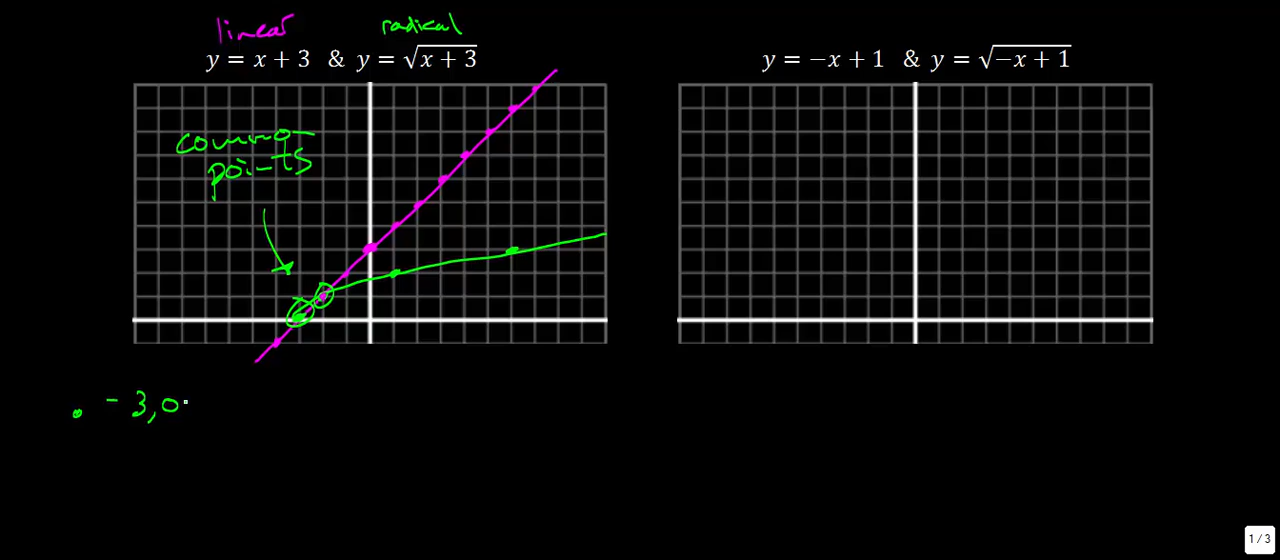 linear radical
y = x + 3 & y = √(x + 3)
y = −x + 1 & y = √(−x + 1)
common
points
- 3,0
1 / 3